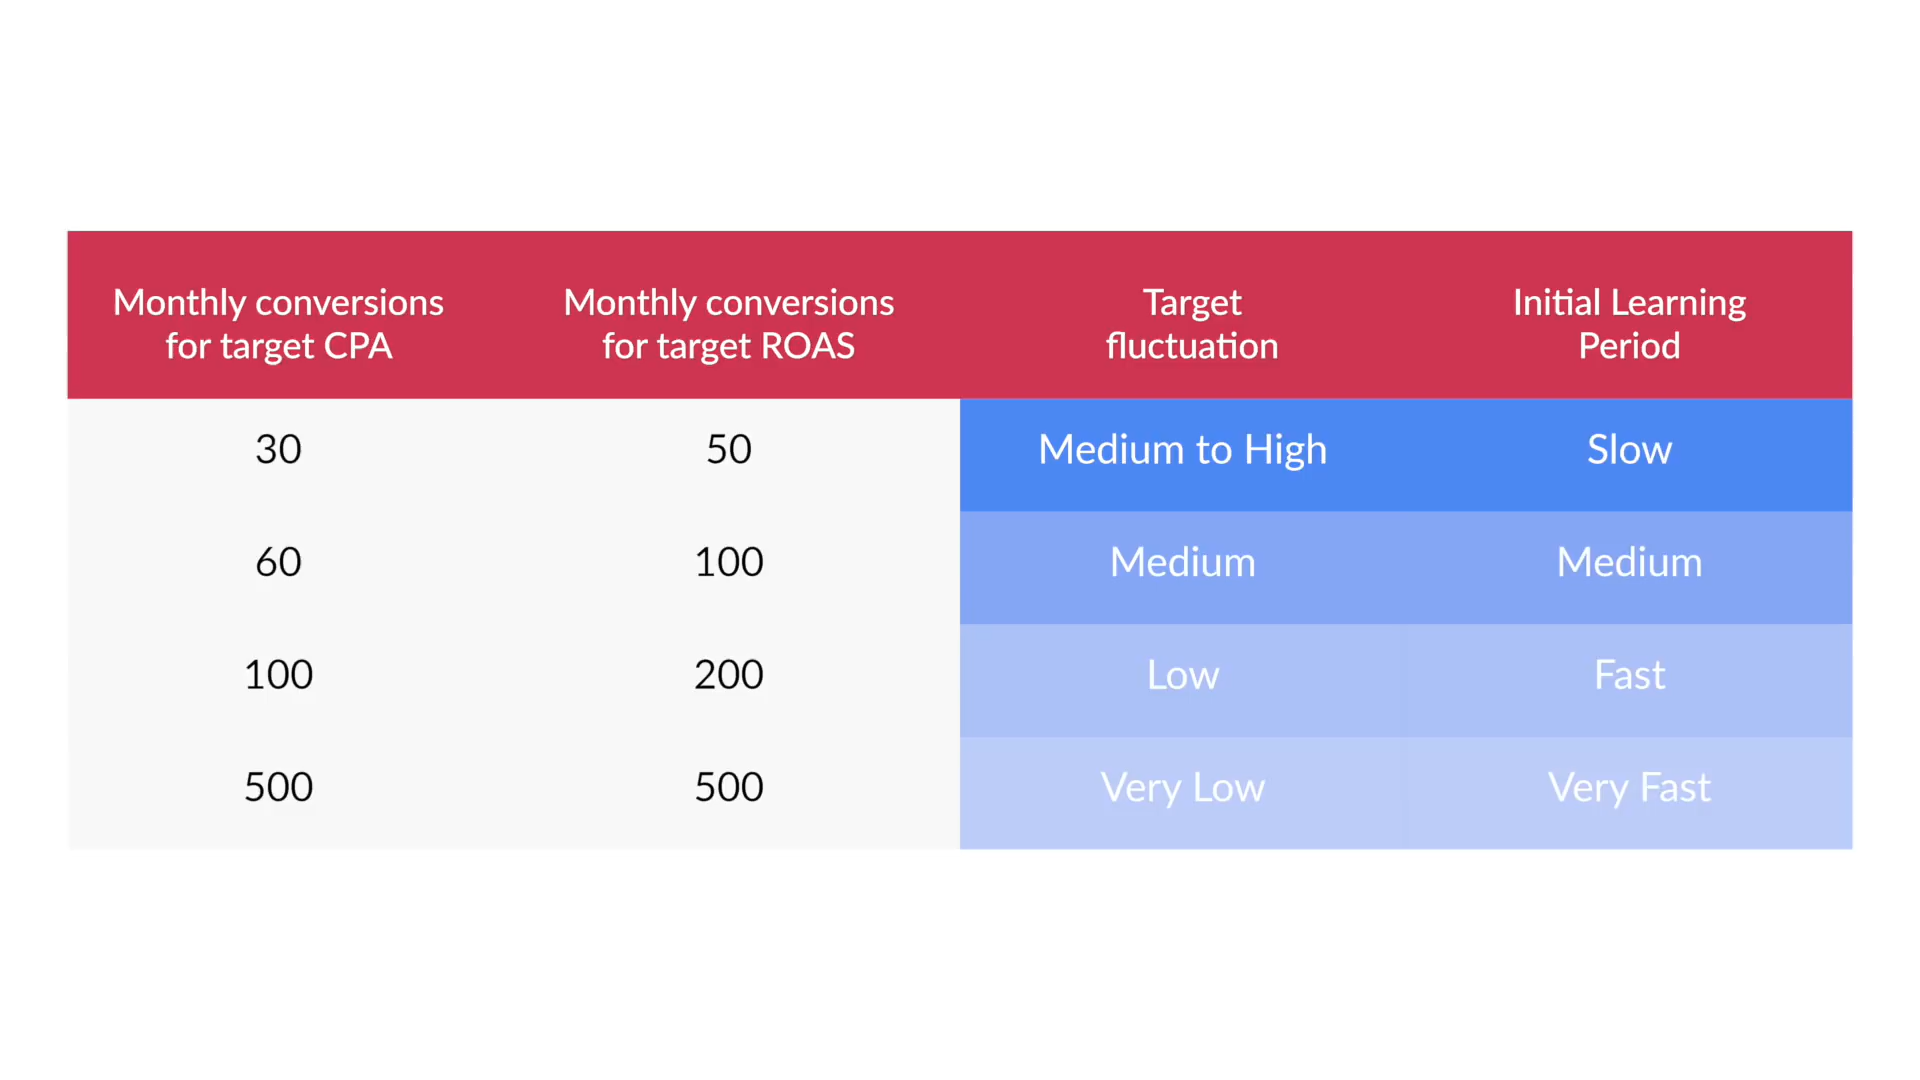 Monthly conversions
for target CPA
Monthly conversions
for target ROAS
Target
fluctuation
Initial Learning
Period
30 50 Medium to High Slow
60 100 Medium Medium
100 200 Low Fast
500 500 Very Low Very Fast